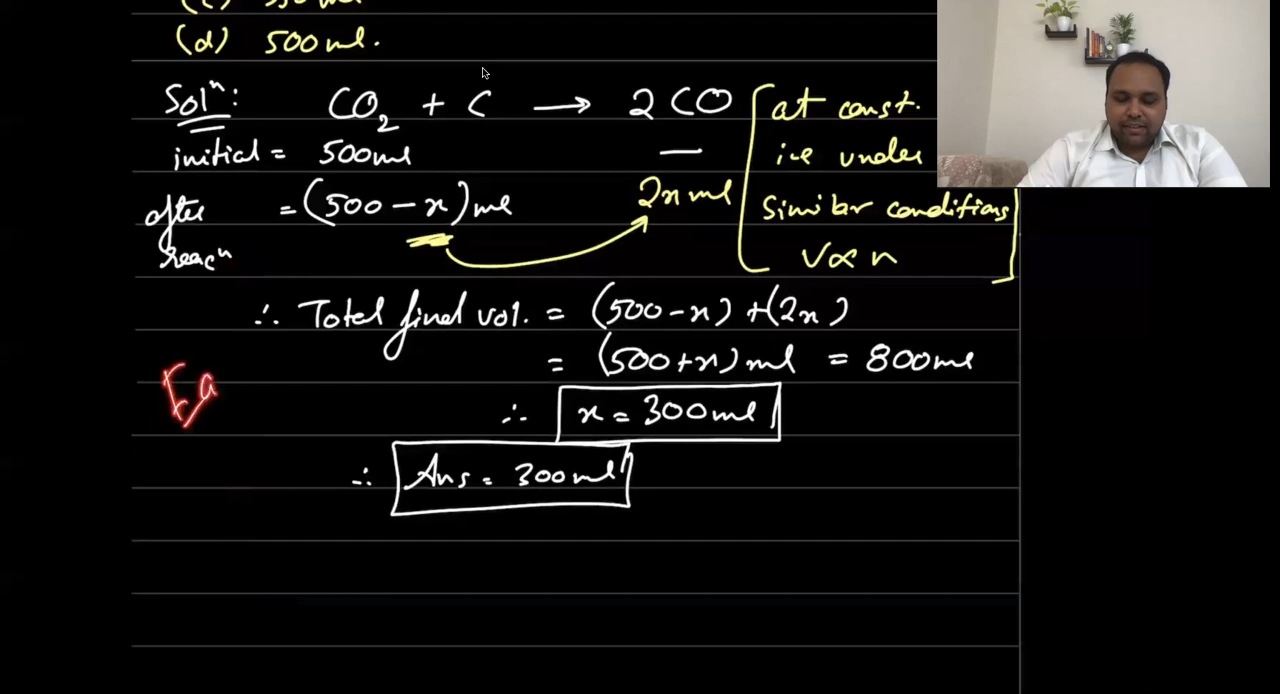 (c) 350ml
(d) 500ml.
Solⁿ: CO₂ + C → 2CO [at const.
initial = 500ml — i.e under
after reacⁿ = (500 - x)ml 2x ml similar conditions
V∝n]
∴ Total final vol. = (500-x) + (2x)
= (500+x)ml = 800ml
∴ x = 300ml
∴ Ans = 300ml